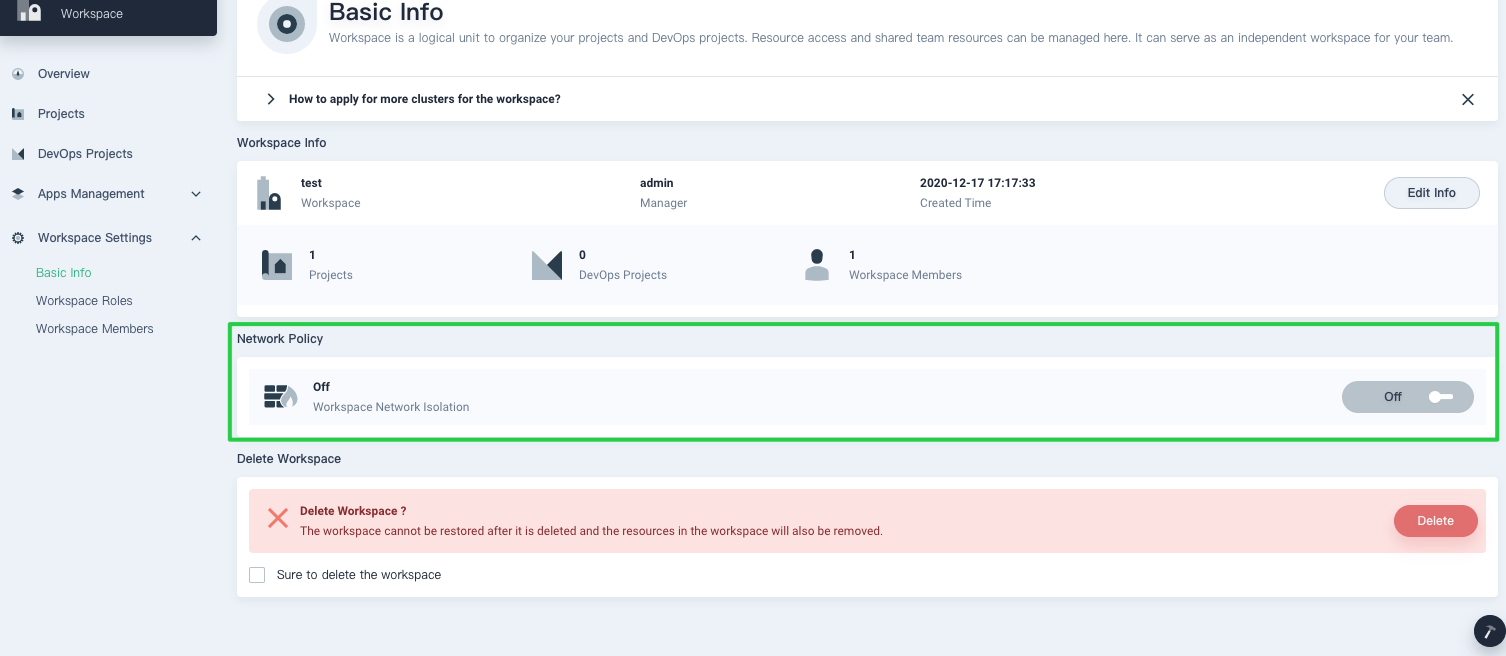 Workspace
Overview
Projects
DevOps Projects
Apps Management
Workspace Settings
Basic Info
Workspace Roles
Workspace Members
Basic Info
Workspace is a logical unit to organize your projects and DevOps projects. Resource access and shared team resources can be managed here. It can serve as an independent workspace for your team.
How to apply for more clusters for the workspace?
Workspace Info
test
Workspace
admin
Manager
2020-12-17 17:17:33
Created Time
Edit Info
1
Projects
0
DevOps Projects
1
Workspace Members
Network Policy
Off
Workspace Network Isolation
Off
Delete Workspace
Delete Workspace ?
The workspace cannot be restored after it is deleted and the resources in the workspace will also be removed.
Delete
Sure to delete the workspace